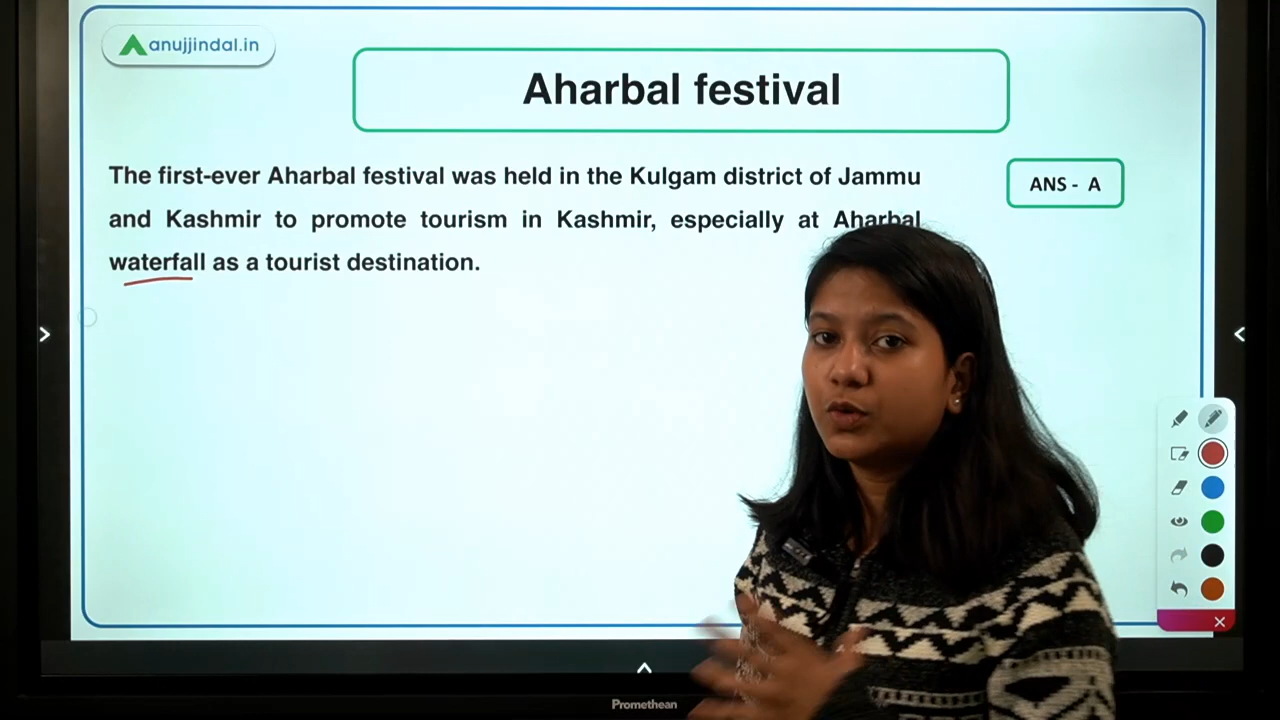 anujjindal.in
Aharbal festival
The first-ever Aharbal festival was held in the Kulgam district of Jammu
ANS - A
and Kashmir to promote tourism in Kashmir, especially at Aharbal
waterfall as a tourist destination.
Promethean